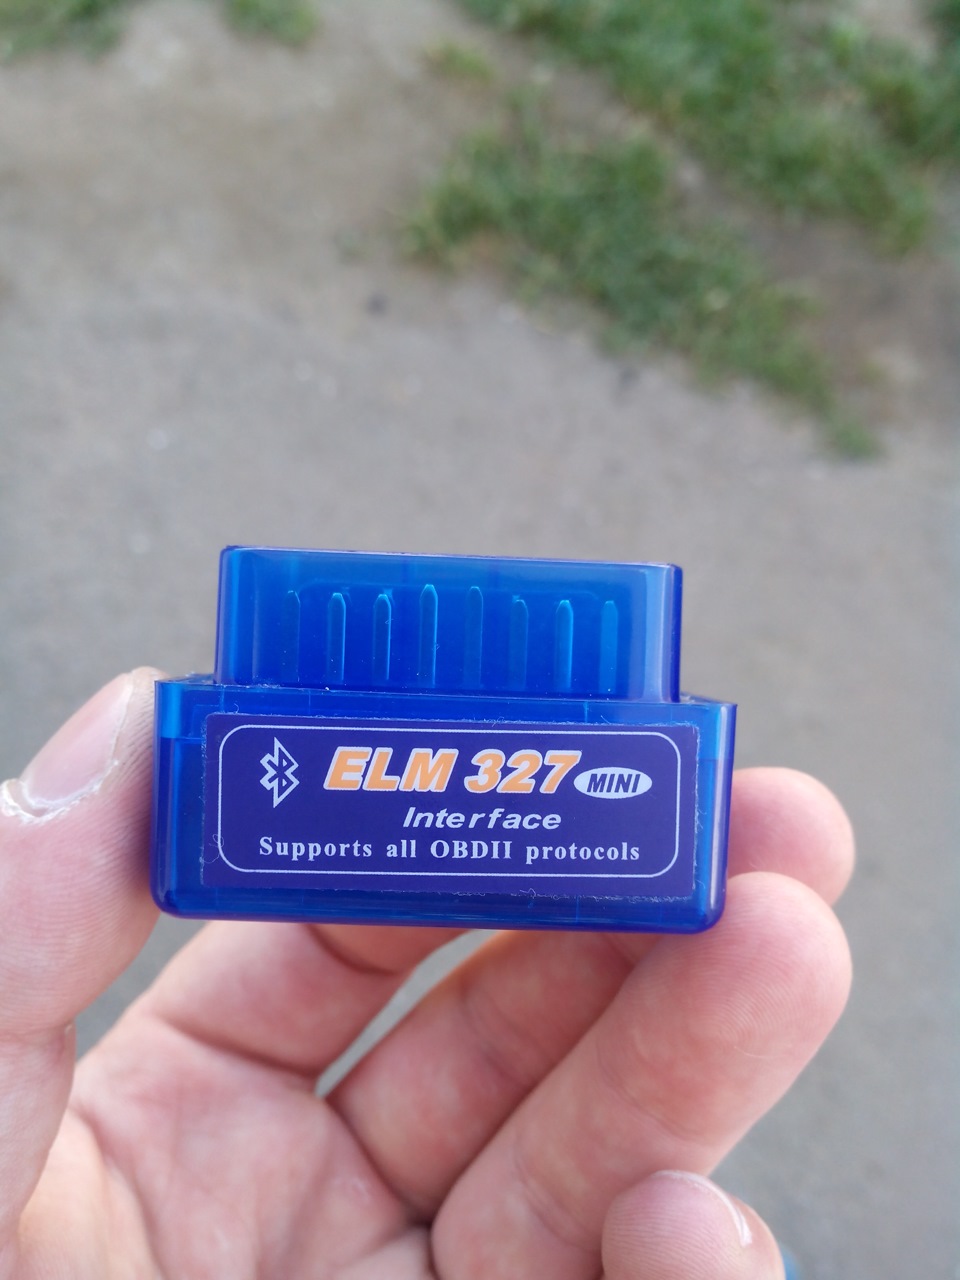 ELM 327 MINI
Interface
Supports all OBDII protocols